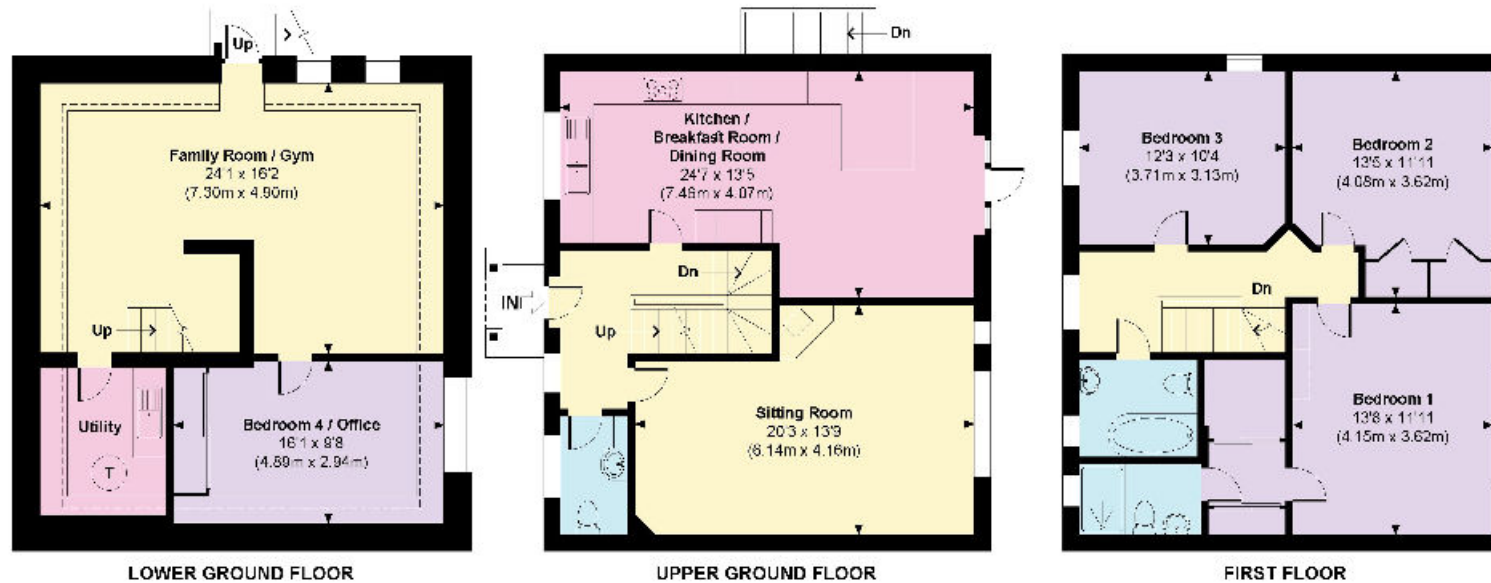 Up
Family Room / Gym
24'1 x 16'2
(7.30m x 4.90m)
Up
Utility
T
Bedroom 4 / Office
16'1 x 9'8
(4.89m x 2.94m)
LOWER GROUND FLOOR
Dn
Kitchen /
Breakfast Room /
Dining Room
24'7 x 13'5
(7.46m x 4.07m)
Dn
IN
Up
Sitting Room
20'3 x 13'9
(6.14m x 4.16m)
UPPER GROUND FLOOR
Bedroom 3
12'3 x 10'4
(3.71m x 3.13m)
Bedroom 2
13'5 x 11'11
(4.08m x 3.62m)
Dn
Bedroom 1
13'8 x 11'11
(4.15m x 3.62m)
FIRST FLOOR